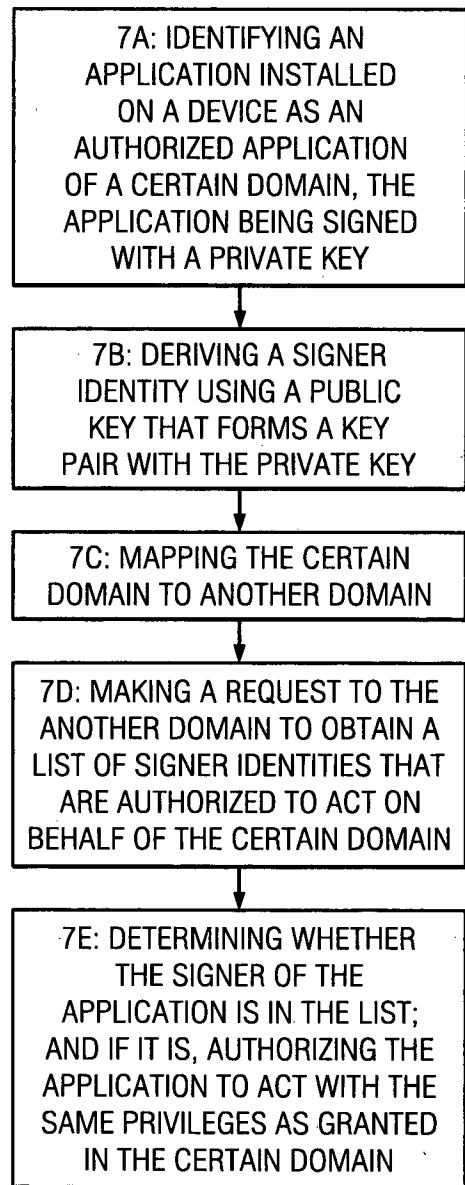 7A: IDENTIFYING AN
APPLICATION INSTALLED
ON A DEVICE AS AN
AUTHORIZED APPLICATION
OF A CERTAIN DOMAIN, THE
APPLICATION BEING SIGNED
WITH A PRIVATE KEY
7B: DERIVING A SIGNER
IDENTITY USING A PUBLIC
KEY THAT FORMS A KEY
PAIR WITH THE PRIVATE KEY
7C: MAPPING THE CERTAIN
DOMAIN TO ANOTHER DOMAIN
7D: MAKING A REQUEST TO THE
ANOTHER DOMAIN TO OBTAIN A
LIST OF SIGNER IDENTITIES THAT
ARE AUTHORIZED TO ACT ON
BEHALF OF THE CERTAIN DOMAIN
7E: DETERMINING WHETHER
THE SIGNER OF THE
APPLICATION IS IN THE LIST;
AND IF IT IS, AUTHORIZING THE
APPLICATION TO ACT WITH THE
SAME PRIVILEGES AS GRANTED
IN THE CERTAIN DOMAIN